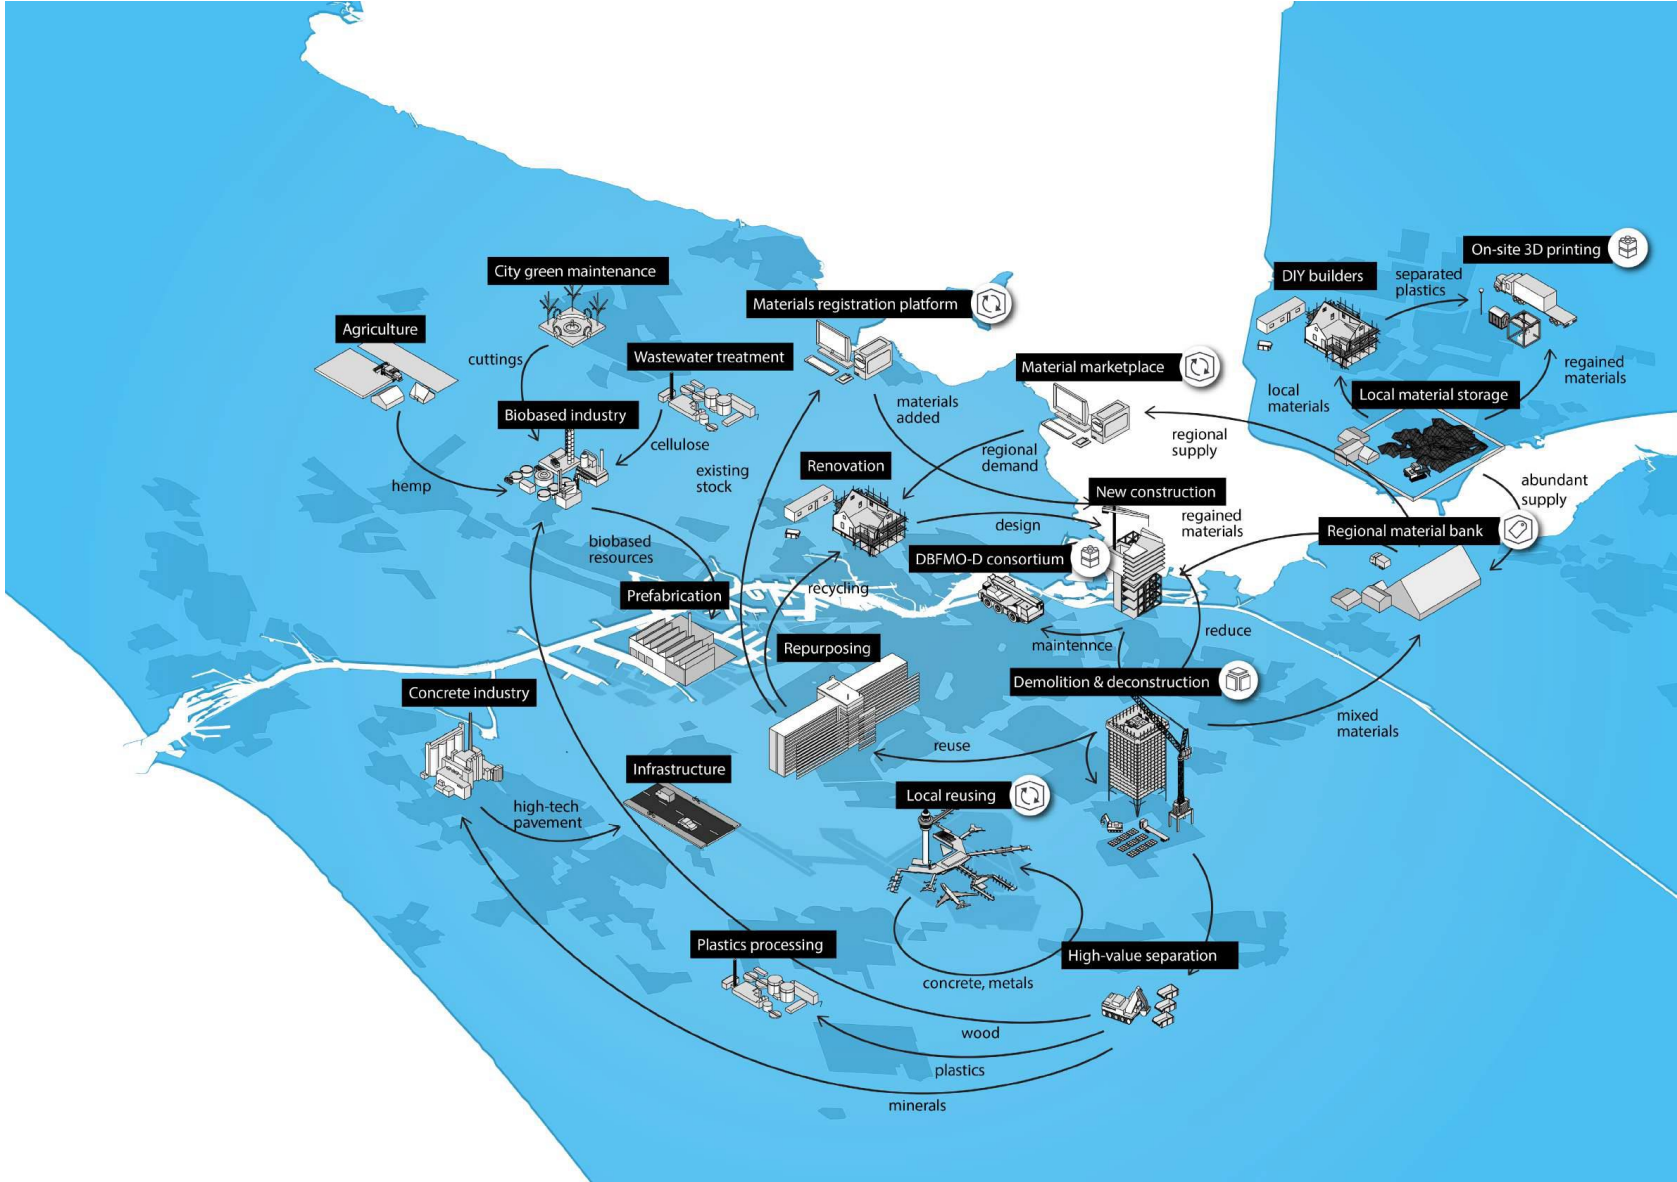 City green maintenance
Agriculture
cuttings
Wastewater treatment
Biobased industry
cellulose
hemp
biobased
resources
Prefabrication
Materials registration platform
materials
added
existing
stock
Material marketplace
regional
supply
regional
demand
Renovation
design
New construction
regained
materials
DBFMO-D consortium
recycling
maintennce
reduce
On-site 3D printing
DIY builders
separated
plastics
regained
materials
local
materials
Local material storage
abundant
supply
Regional material bank
mixed
materials
Repurposing
Demolition & deconstruction
reuse
Concrete industry
high-tech
pavement
Infrastructure
Local reusing
concrete, metals
Plastics processing
High-value separation
wood
plastics
minerals